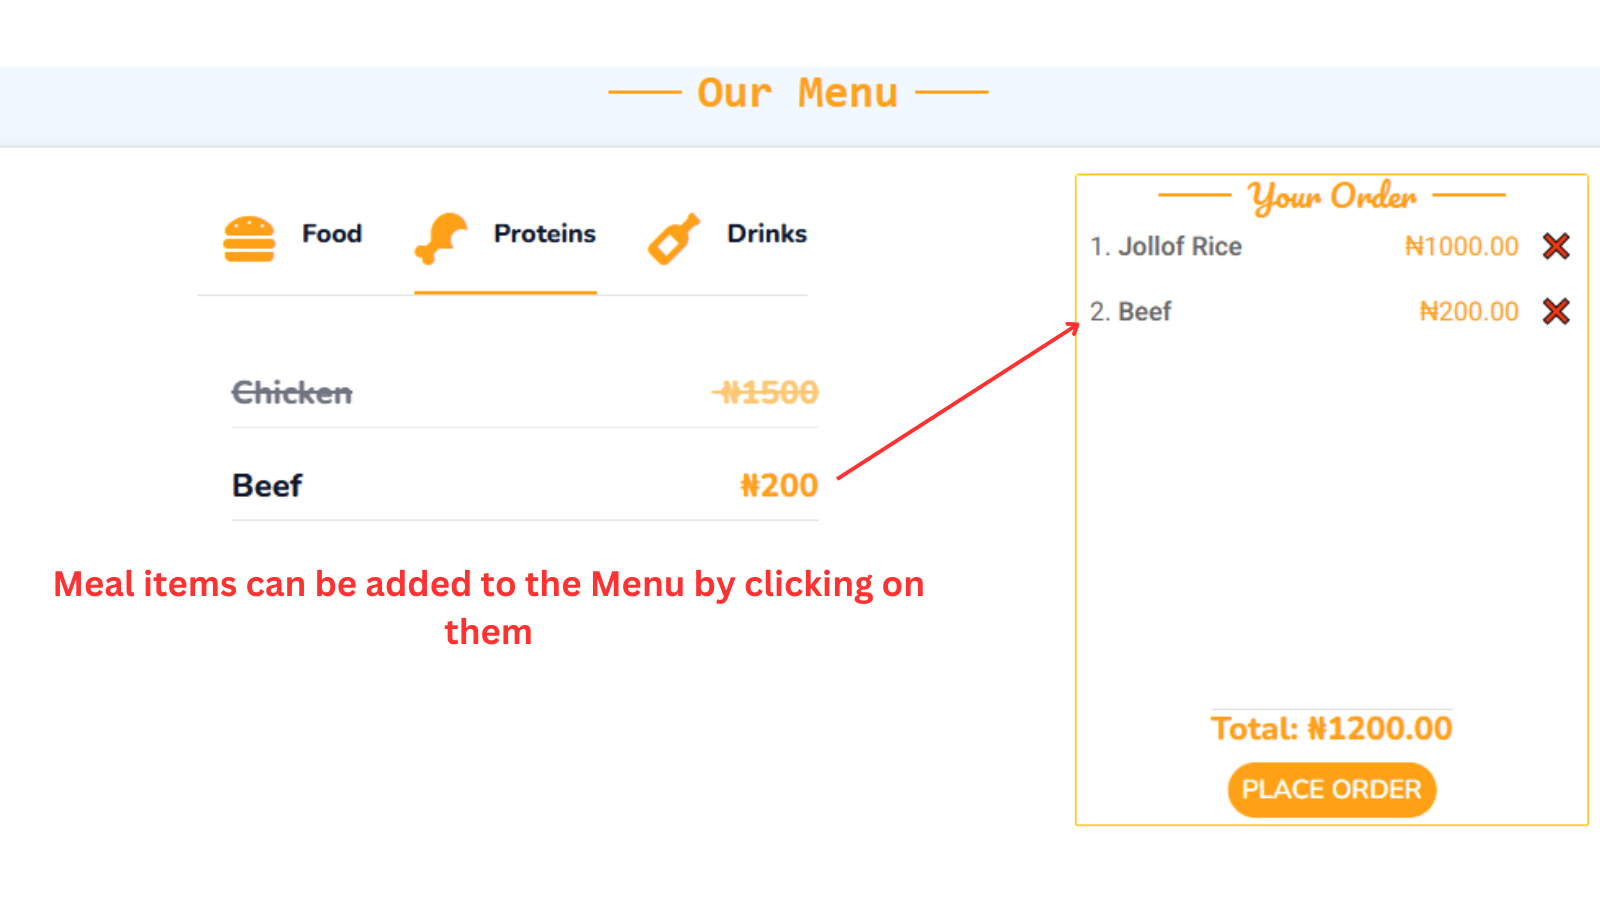 Our Menu
Food
Proteins
Drinks
Chicken ₦1500
Beef ₦200
Meal items can be added to the Menu by clicking on
them
Your Order
1. Jollof Rice ₦1000.00
2. Beef ₦200.00
Total: ₦1200.00
PLACE ORDER